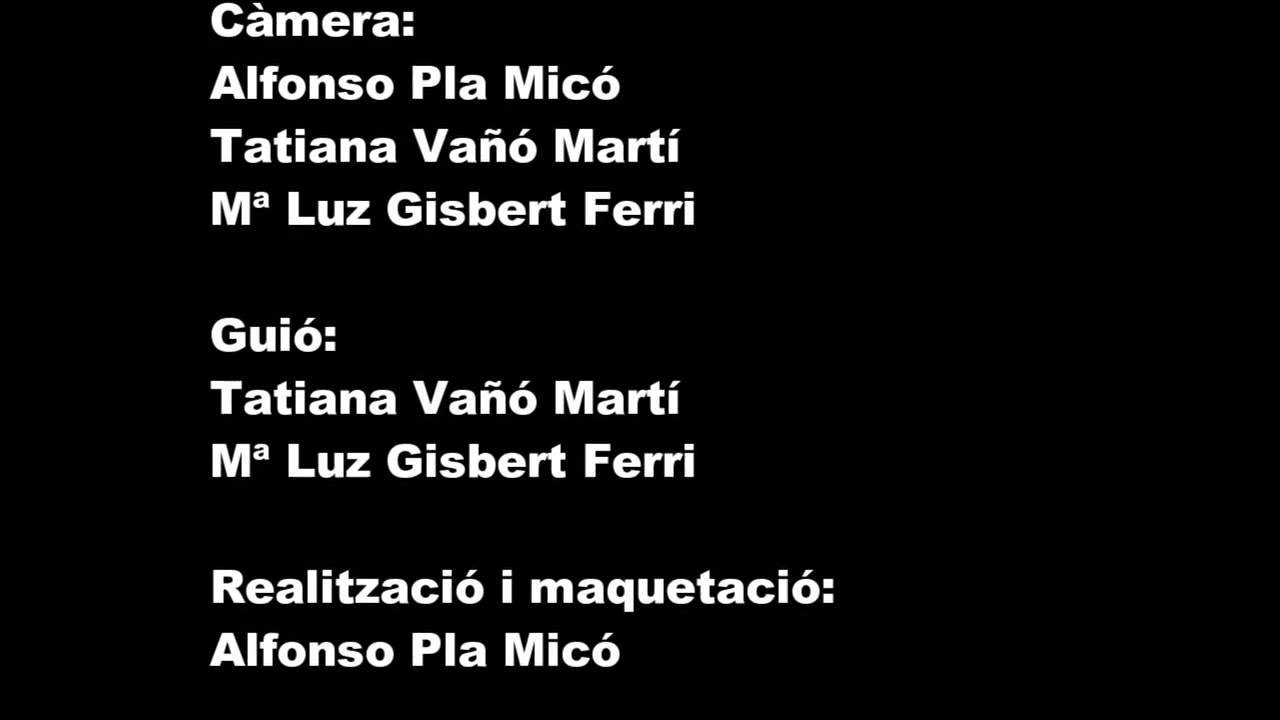 Càmera:
Alfonso Pla Micó
Tatiana Vañó Martí
Mª Luz Gisbert Ferri
Guió:
Tatiana Vañó Martí
Mª Luz Gisbert Ferri
Realització i maquetació:
Alfonso Pla Micó